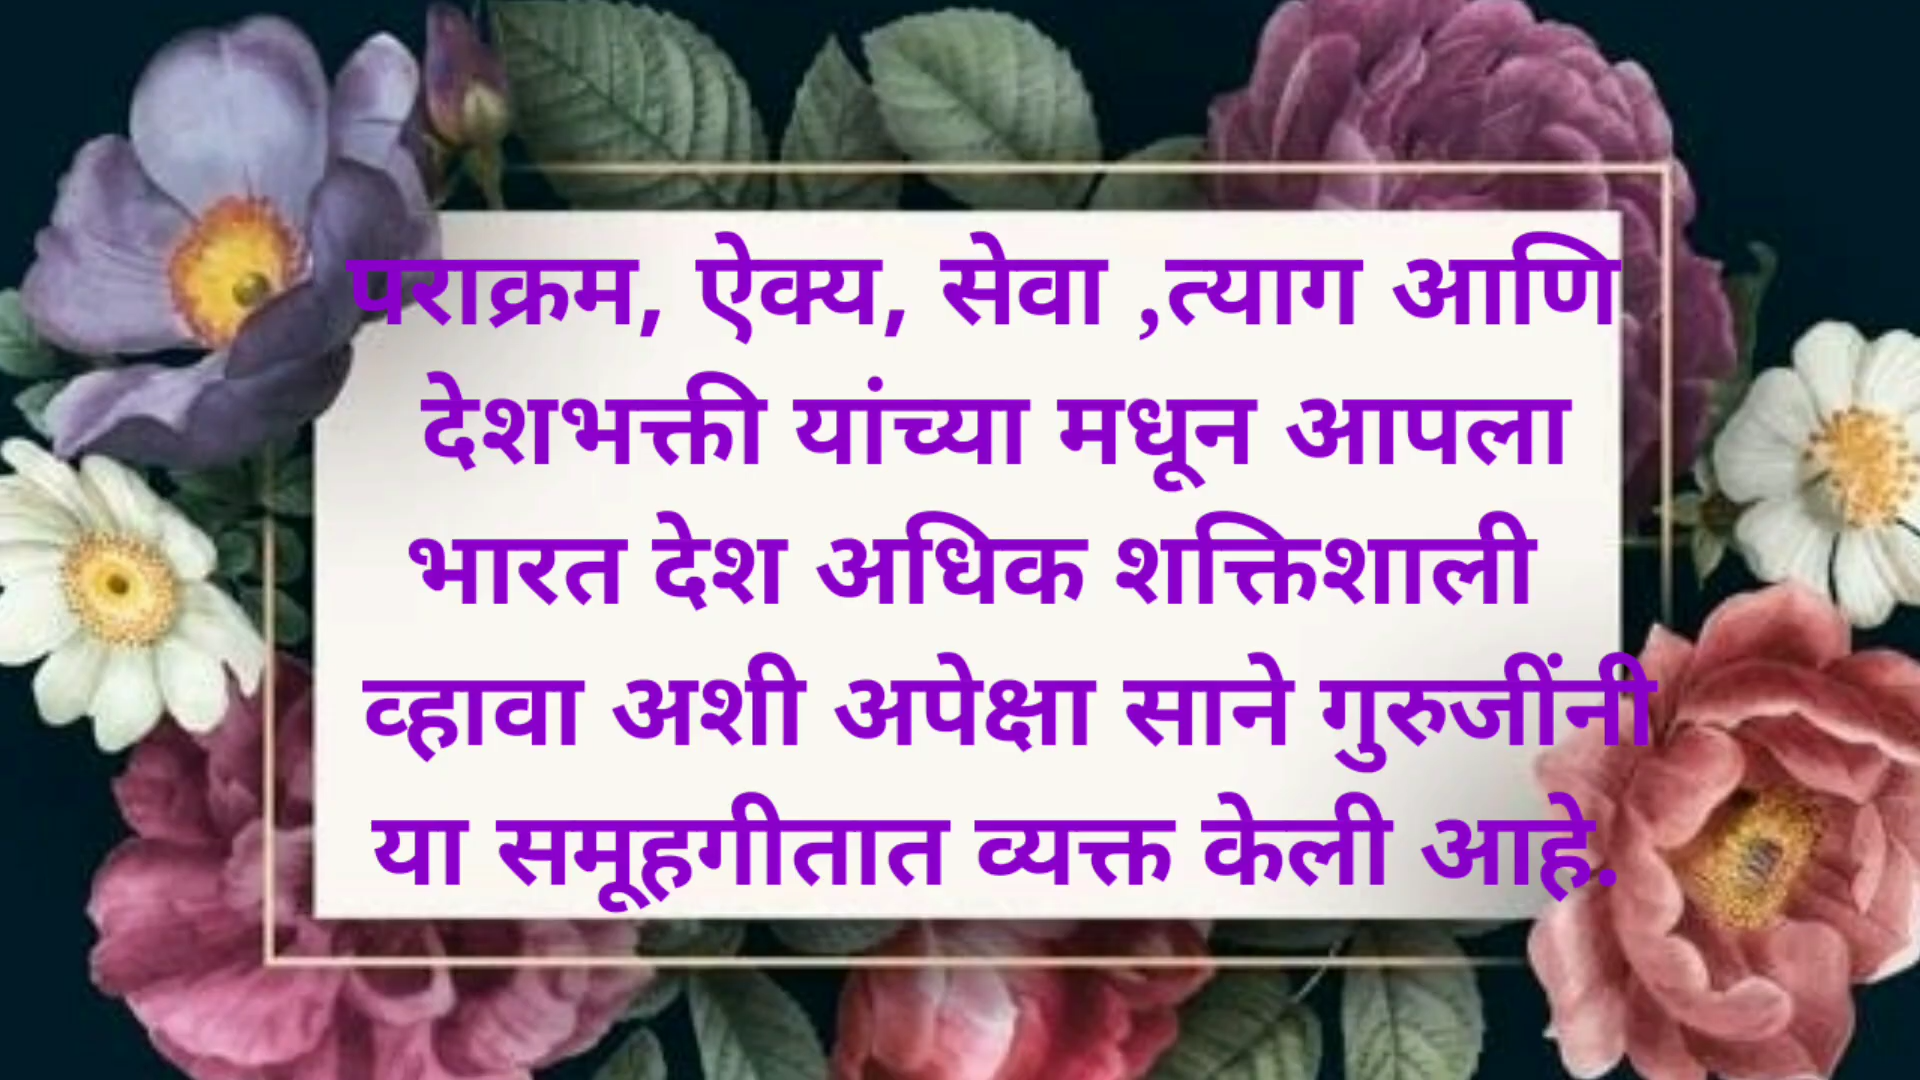 पराक्रम, ऐक्य, सेवा ,त्याग आणि
देशभक्ती यांच्या मधून आपला
भारत देश अधिक शक्तिशाली
व्हावा अशी अपेक्षा साने गुरुजींनी
या समूहगीतात व्यक्त केली आहे.